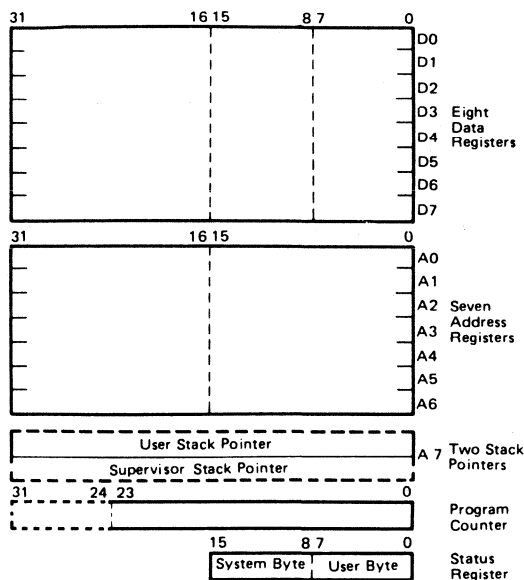 31 16 15 8 7 0
D0
D1
D2
D3
D4
D5
D6
D7
Eight
Data
Registers
31 16 15 0
A0
A1
A2
A3
A4
A5
A6
Seven
Address
Registers
User Stack Pointer
Supervisor Stack Pointer
A 7
Two Stack
Pointers
31 24 23 0
Program
Counter
15 8 7 0
System Byte User Byte
Status
Register